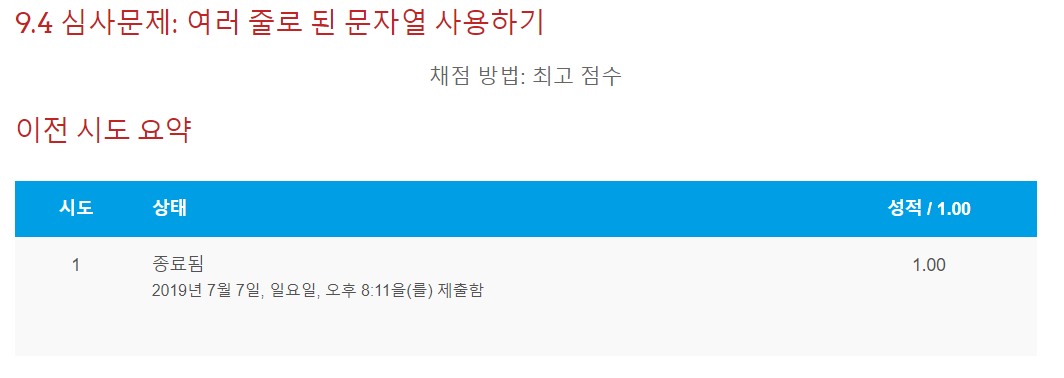 9.4 심사문제: 여러 줄로 된 문자열 사용하기
채점 방법: 최고 점수
이전 시도 요약
시도 상태 성적 / 1.00
1 종료됨 1.00
2019년 7월 7일, 일요일, 오후 8:11을(를) 제출함